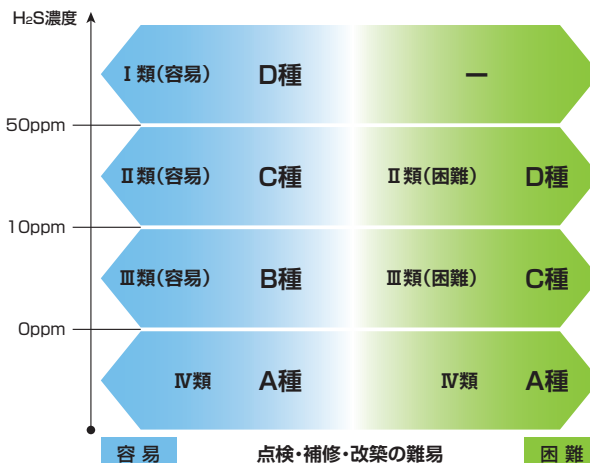 H₂S濃度
Ⅰ類(容易) D種 ー
50ppm
Ⅱ類(容易) C種 Ⅱ類(困難) D種
10ppm
Ⅲ類(容易) B種 Ⅲ類(困難) C種
0ppm
Ⅳ類 A種 Ⅳ類 A種
容易 点検・補修・改築の難易 困難